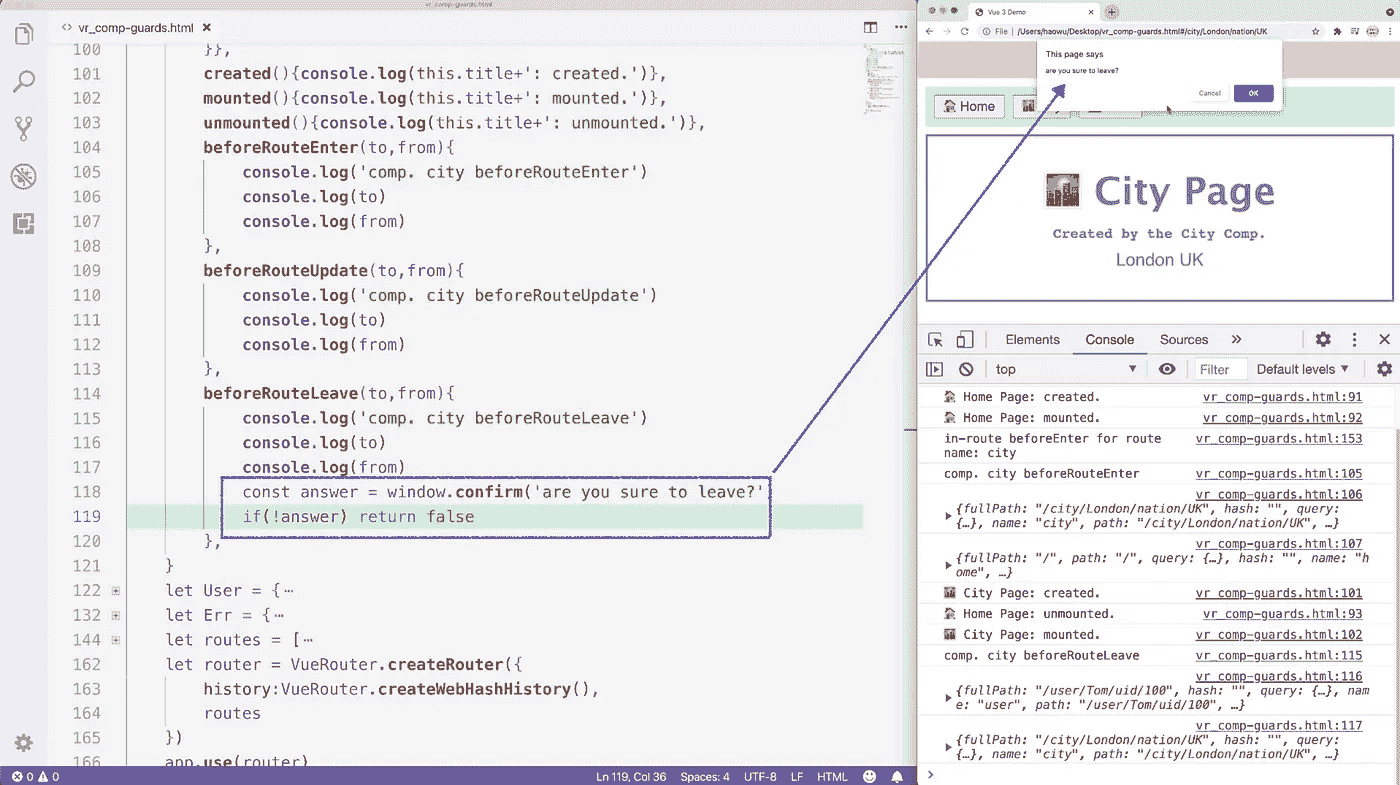 vr_comp-guards.html
vr_comp-guards.html
100 }},
101 created(){console.log(this.title+': created.')},
102 mounted(){console.log(this.title+': mounted.')},
103 unmounted(){console.log(this.title+': unmounted.')},
104 beforeRouteEnter(to,from){
105 console.log('comp. city beforeRouteEnter')
106 console.log(to)
107 console.log(from)
108 },
109 beforeRouteUpdate(to,from){
110 console.log('comp. city beforeRouteUpdate')
111 console.log(to)
112 console.log(from)
113 },
114 beforeRouteLeave(to,from){
115 console.log('comp. city beforeRouteLeave')
116 console.log(to)
117 console.log(from)
118 const answer = window.confirm('are you sure to leave?'
119 if(!answer) return false
120 },
121 }
122 let User = {⋯
132 let Err = {⋯
144 let routes = [⋯
162 let router = VueRouter.createRouter({
163 history:VueRouter.createWebHashHistory(),
164 routes
165 })
166 app.use(router)
0 0
Ln 119, Col 36 Spaces: 4 UTF-8 LF HTML
Vue 3 Demo
File | /Users/haowu/Desktop/vr_comp-guards.html#/city/London/nation/UK
This page says
are you sure to leave?
Cancel OK
Home
City Page
Created by the City Comp.
London UK
Elements Console Sources »
top Filter Default levels
Home Page: created. vr_comp-guards.html:91
Home Page: mounted. vr_comp-guards.html:92
in-route beforeEnter for route vr_comp-guards.html:153
name: city
comp. city beforeRouteEnter vr_comp-guards.html:105
vr_comp-guards.html:106
{fullPath: "/city/London/nation/UK", hash: "", query:
{…}, name: "city", path: "/city/London/nation/UK", …}
vr_comp-guards.html:107
{fullPath: "/", path: "/", query: {…}, hash: "", name: "h
ome", …}
City Page: created. vr_comp-guards.html:101
Home Page: unmounted. vr_comp-guards.html:93
City Page: mounted. vr_comp-guards.html:102
comp. city beforeRouteLeave vr_comp-guards.html:115
vr_comp-guards.html:116
{fullPath: "/user/Tom/uid/100", hash: "", query: {…}, nam
e: "user", path: "/user/Tom/uid/100", …}
vr_comp-guards.html:117
{fullPath: "/city/London/nation/UK", hash: "", query:
{…}, name: "city", path: "/city/London/nation/UK", …}